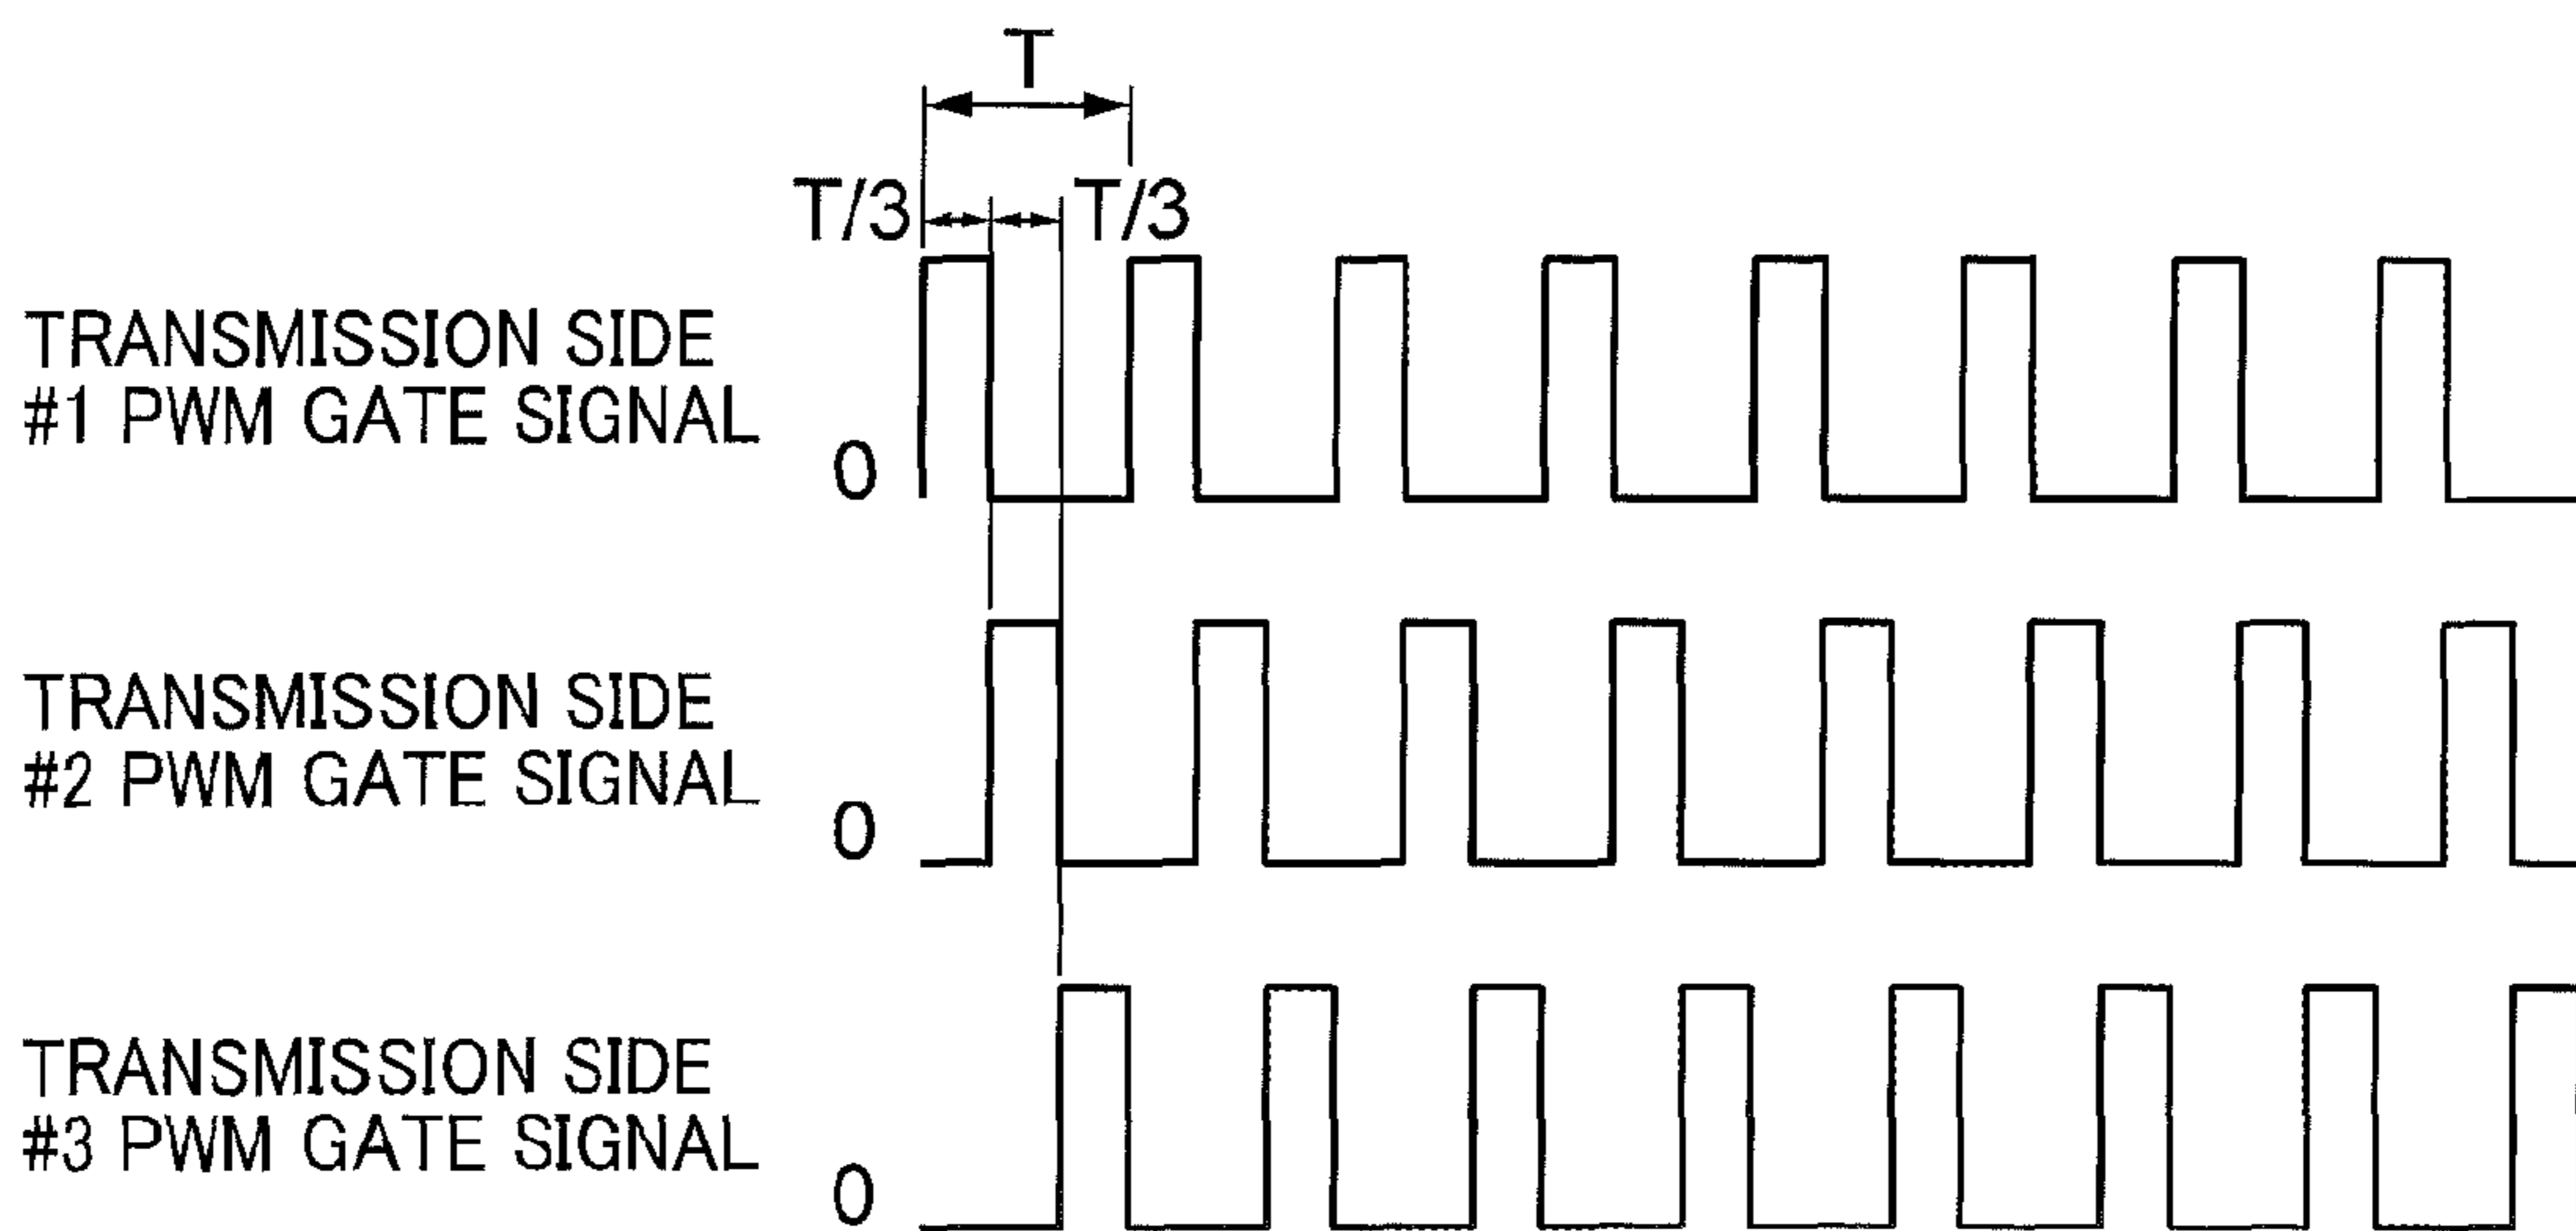 T
T/3 T/3
TRANSMISSION SIDE
#1 PWM GATE SIGNAL
0
TRANSMISSION SIDE
#2 PWM GATE SIGNAL
0
TRANSMISSION SIDE
#3 PWM GATE SIGNAL
0